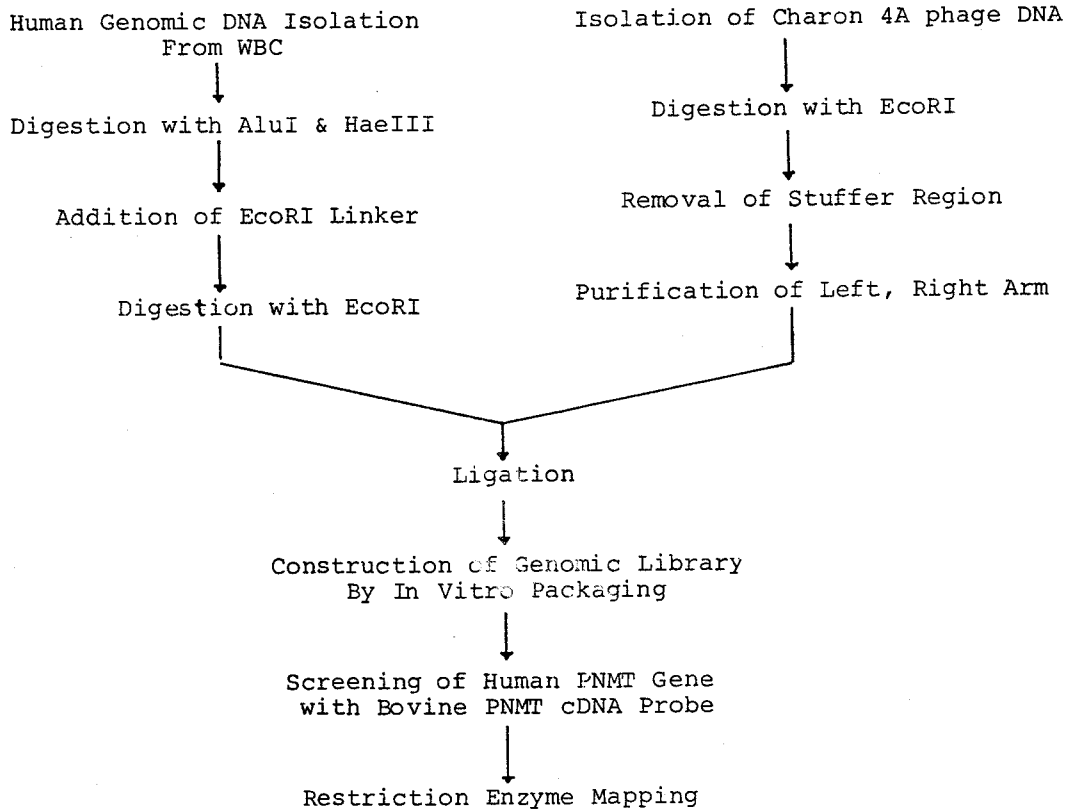 Human Genomic DNA Isolation
From WBC
Digestion with AluI & HaeIII
Addition of EcoRI Linker
Digestion with EcoRI
Isolation of Charon 4A phage DNA
Digestion with EcoRI
Removal of Stuffer Region
Purification of Left, Right Arm
Ligation
Construction of Genomic Library
By In Vitro Packaging
Screening of Human PNMT Gene
with Bovine PNMT cDNA Probe
Restriction Enzyme Mapping